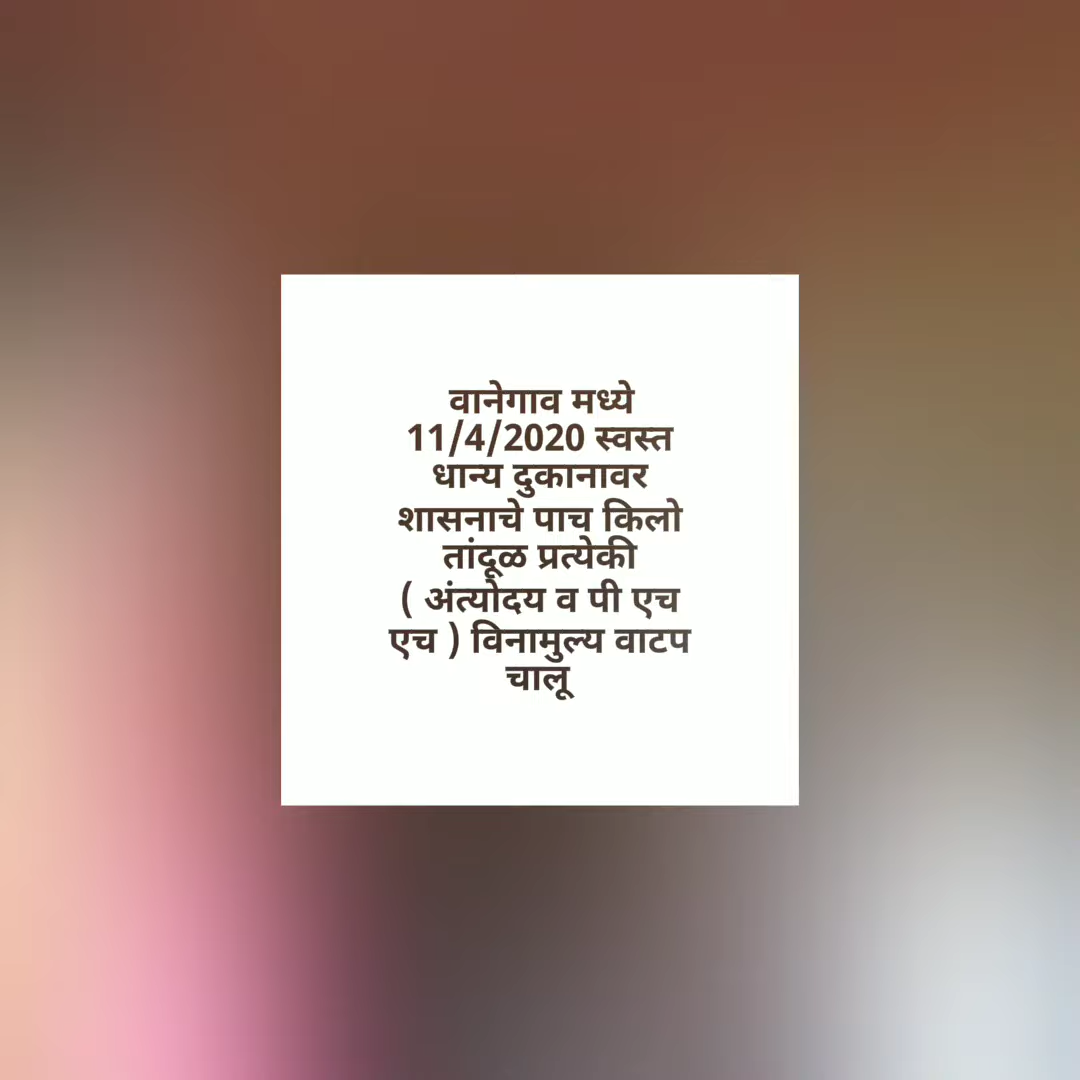 वानेगाव मध्ये
11/4/2020 स्वस्त
धान्य दुकानावर
शासनाचे पाच किलो
तांदूळ प्रत्येकी
( अंत्योदय व पी एच
एच ) विनामुल्य वाटप
चालू